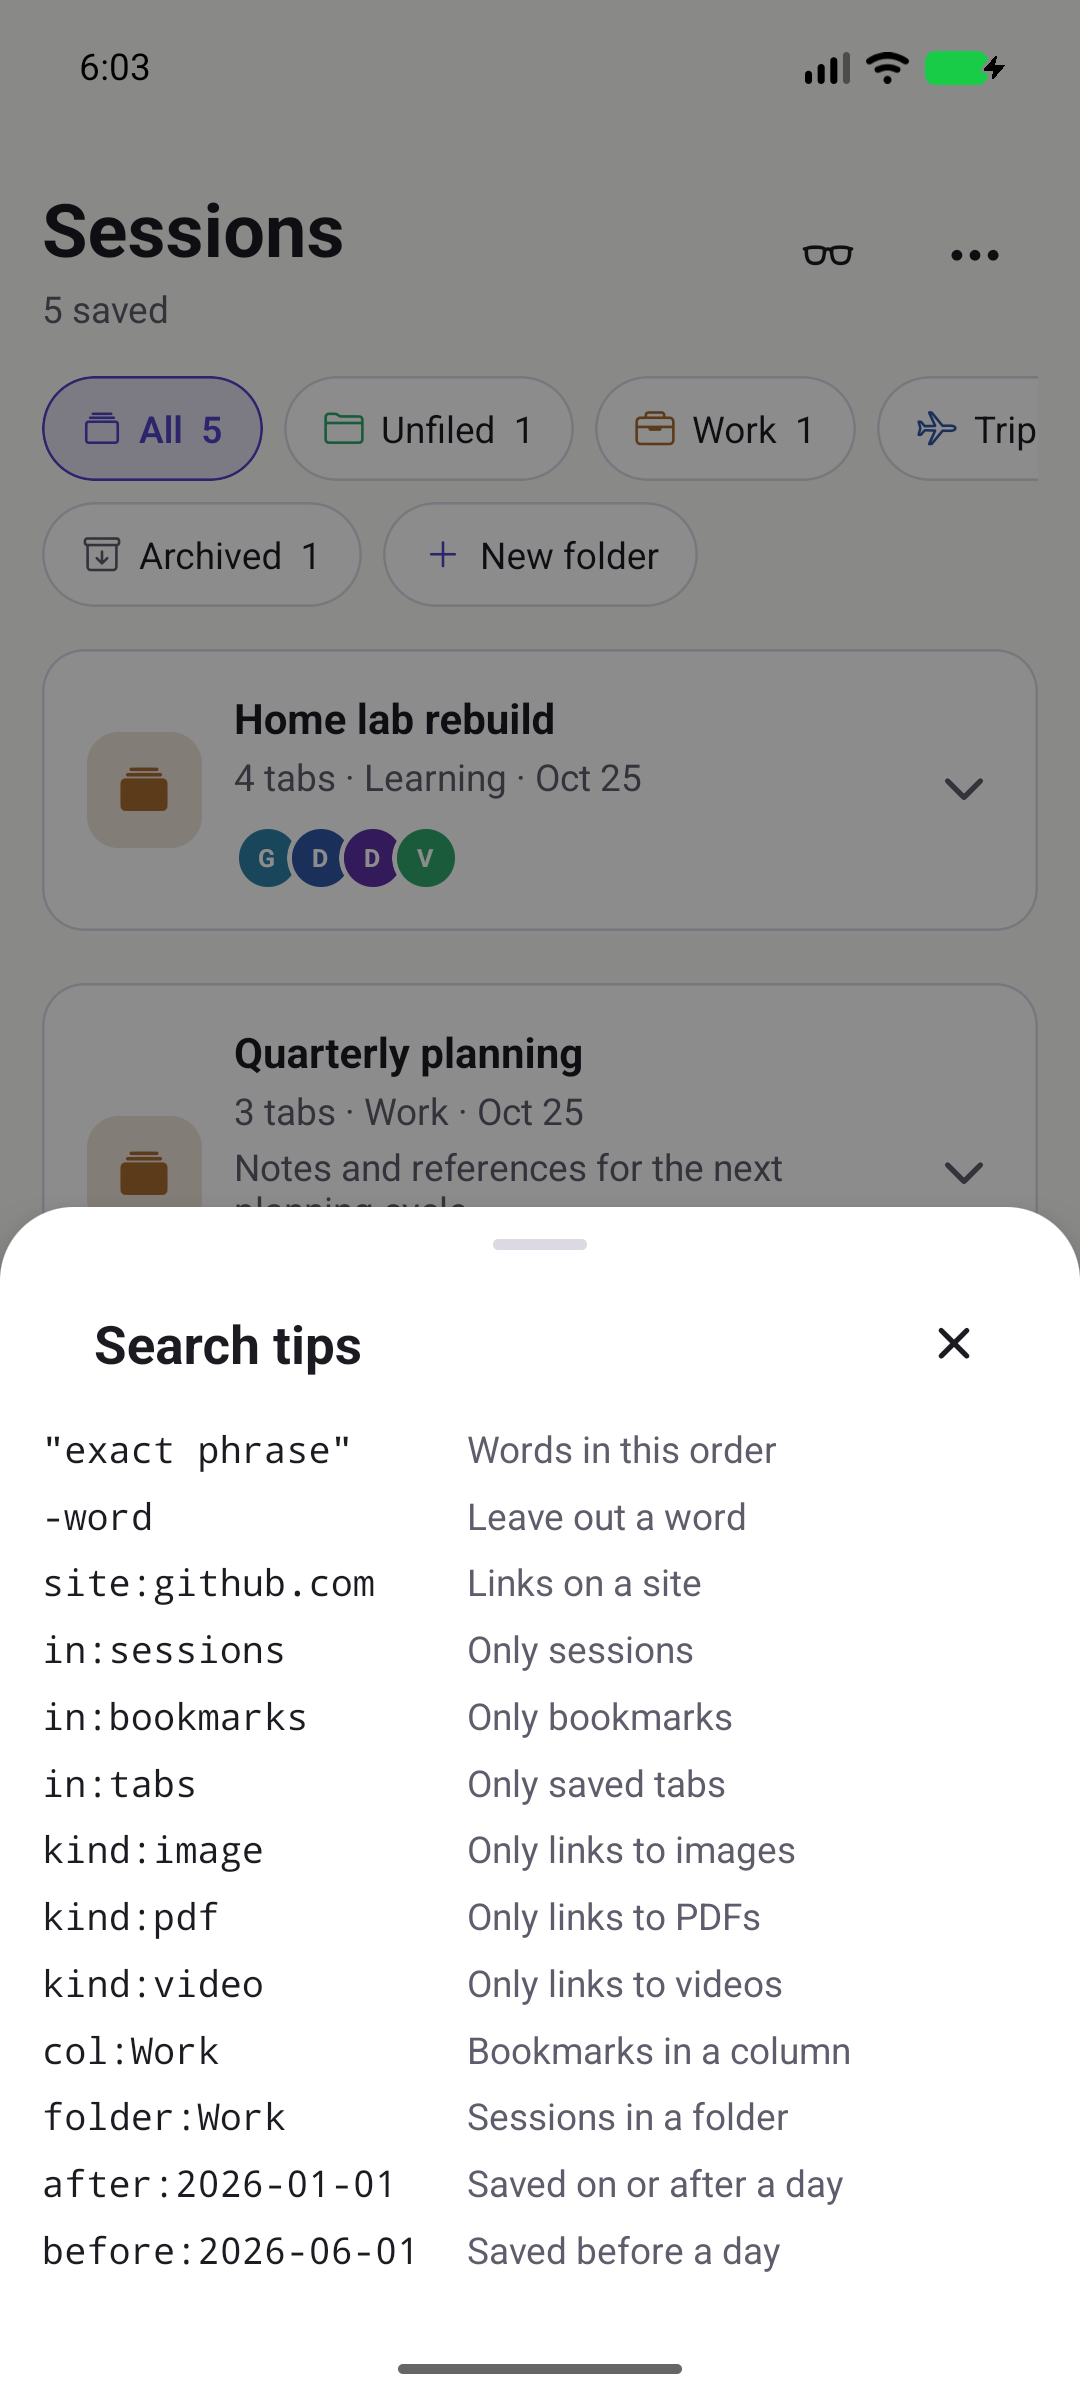 6:03
Sessions
5 saved
All 5
Unfiled 1
Work 1
Trip
Archived 1
New folder
Home lab rebuild
4 tabs · Learning · Oct 25
G D D V
Quarterly planning
3 tabs · Work · Oct 25
Notes and references for the next
planning cycle
Search tips
"exact phrase" Words in this order
-word Leave out a word
site:github.com Links on a site
in:sessions Only sessions
in:bookmarks Only bookmarks
in:tabs Only saved tabs
kind:image Only links to images
kind:pdf Only links to PDFs
kind:video Only links to videos
col:Work Bookmarks in a column
folder:Work Sessions in a folder
after:2026-01-01 Saved on or after a day
before:2026-06-01 Saved before a day